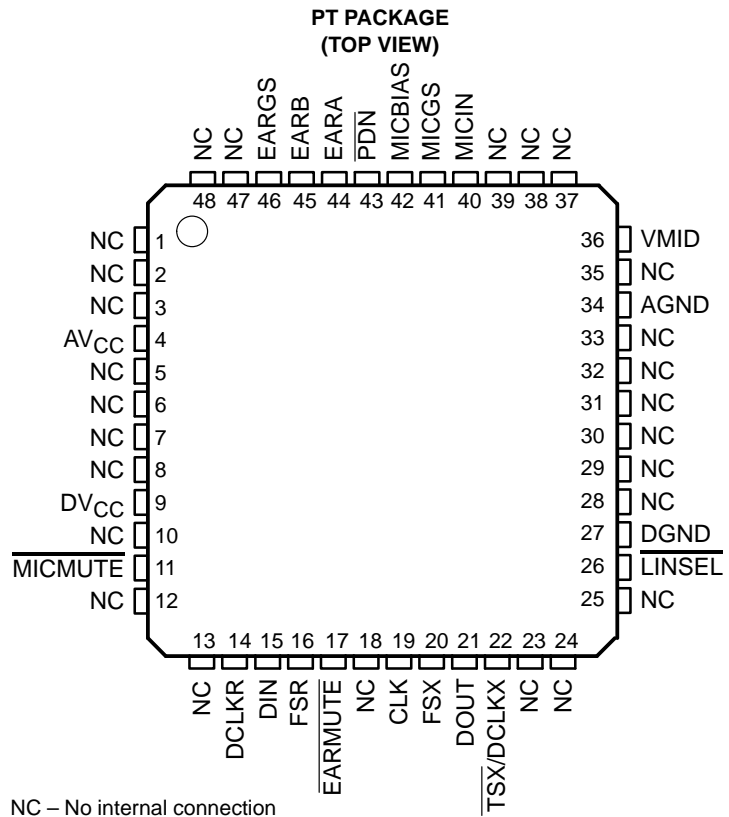 PT PACKAGE
(TOP VIEW)
NC
NC
EARGS
EARB
EARA
PDN
MICBIAS
MICGS
MICIN
NC
NC
NC
48 47 46 45 44 43 42 41 40 39 38 37
NC 1
NC 2
NC 3
AVCC 4
NC 5
NC 6
NC 7
NC 8
DVCC 9
NC 10
MICMUTE 11
NC 12
36 VMID
35 NC
34 AGND
33 NC
32 NC
31 NC
30 NC
29 NC
28 NC
27 DGND
26 LINSEL
25 NC
13 14 15 16 17 18 19 20 21 22 23 24
NC
DCLKR
DIN
FSR
EARMUTE
NC
CLK
FSX
DOUT
TSX/DCLKX
NC
NC
NC – No internal connection